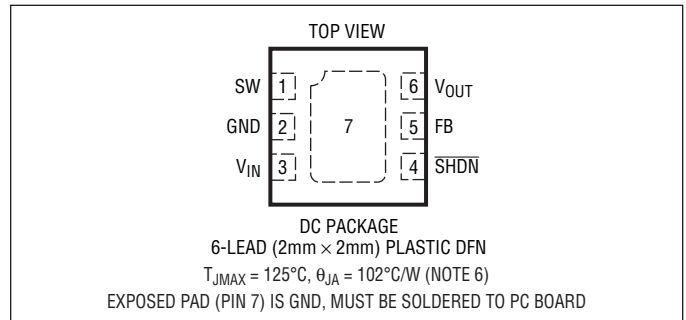 TOP VIEW
SW 1 6 VOUT
GND 2 7 5 FB
VIN 3 4 SHDN
DC PACKAGE
6-LEAD (2mm × 2mm) PLASTIC DFN
TJMAX = 125°C, θJA = 102°C/W (NOTE 6)
EXPOSED PAD (PIN 7) IS GND, MUST BE SOLDERED TO PC BOARD